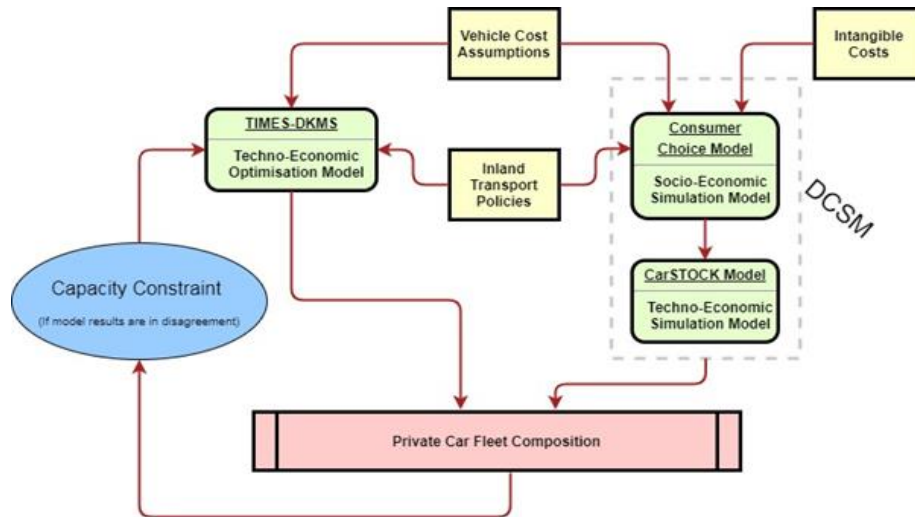 Vehicle Cost
Assumptions
Intangible
Costs
TIMES-DKMS
Techno-Economic
Optimisation Model
Consumer
Choice Model
Socio-Economic
Simulation Model
Inland
Transport
Policies
DCSM
CarSTOCK Model
Techno-Economic
Simulation Model
Capacity Constraint
(If model results are in disagreement)
Private Car Fleet Composition